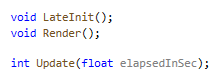 void LateInit();
void Render();
int Update(float elapsedInSec);